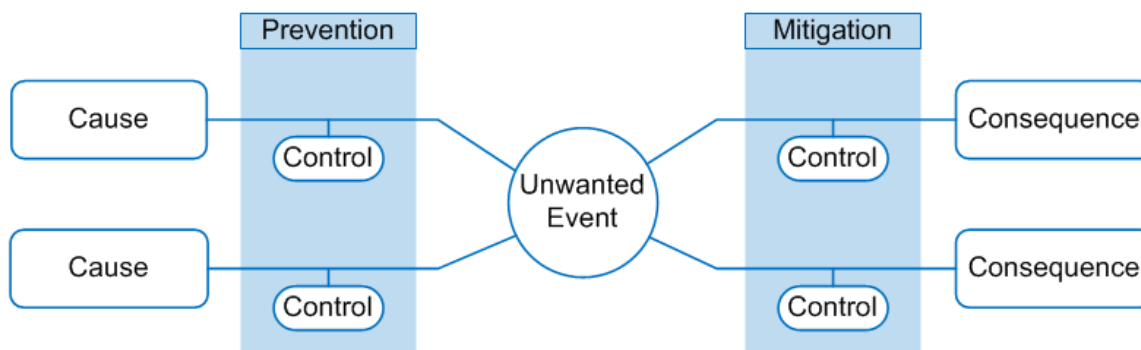 Prevention
Mitigation
Cause
Control
Control
Consequence
Unwanted
Event
Cause
Control
Control
Consequence